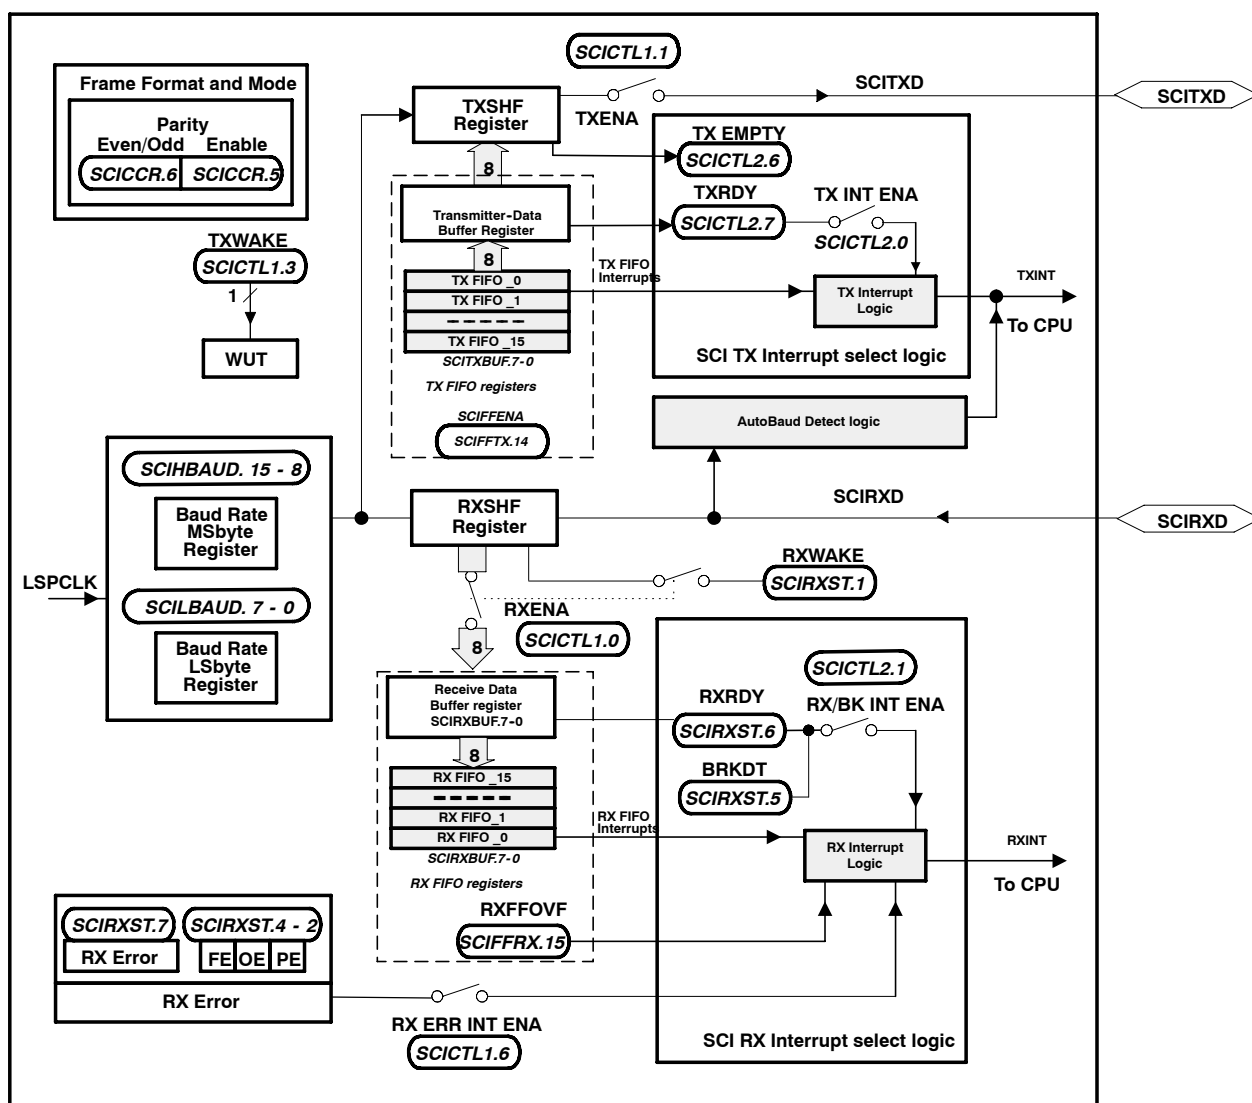 SCICTL1.1
Frame Format and Mode
Parity
Even/Odd Enable
SCICCR.6 SCICCR.5
TXSHF
Register
TXENA
SCITXD
SCITXD
TX EMPTY
SCICTL2.6
8
Transmitter-Data
Buffer Register
TXRDY
SCICTL2.7
TX INT ENA
SCICTL2.0
TXWAKE
SCICTL1.3
1
WUT
8
TX FIFO _0
TX FIFO _1
-----
TX FIFO _15
SCITXBUF.7-0
TX FIFO registers
SCIFFENA
SCIFFTX.14
TX FIFO
Interrupts
TX Interrupt
Logic
TXINT
To CPU
SCI TX Interrupt select logic
AutoBaud Detect logic
SCIHBAUD. 15 - 8
Baud Rate
MSbyte
Register
LSPCLK
SCILBAUD. 7 - 0
Baud Rate
LSbyte
Register
RXSHF
Register
SCIRXD
SCIRXD
RXWAKE
SCIRXST.1
RXENA
SCICTL1.0
8
Receive Data
Buffer register
SCIRXBUF.7-0
8
RX FIFO _15
-----
RX FIFO_1
RX FIFO _0
SCIRXBUF.7-0
RX FIFO registers
RXFFOVF
SCIFFRX.15
SCICTL2.1
RXRDY
SCIRXST.6
RX/BK INT ENA
BRKDT
SCIRXST.5
RX FIFO
Interrupts
RX Interrupt
Logic
RXINT
To CPU
SCI RX Interrupt select logic
SCIRXST.7 SCIRXST.4 - 2
RX Error FE OE PE
RX Error
RX ERR INT ENA
SCICTL1.6